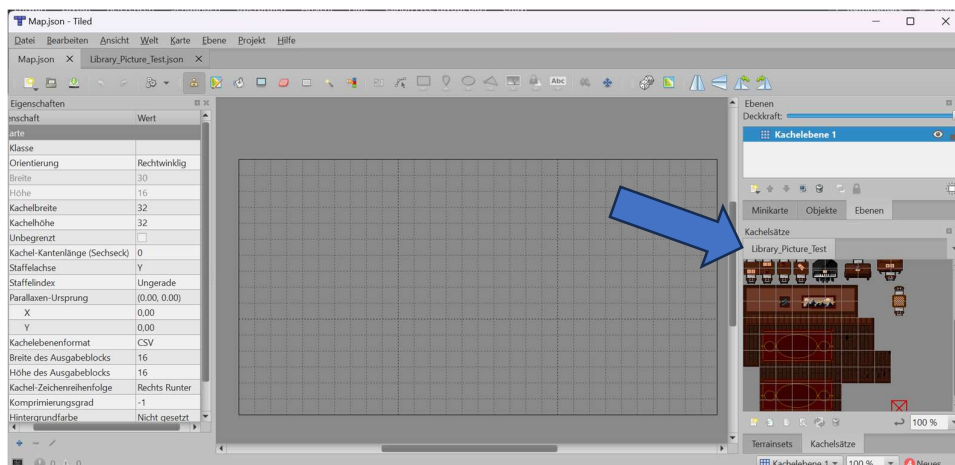 Map.json - Tiled
Datei Bearbeiten Ansicht Welt Karte Ebene Projekt Hilfe
Map.json Library_Picture_Test.json
Abc
Eigenschaften
nschaft Wert
arte
Klasse
Orientierung Rechtwinklig
Breite 30
Höhe 16
Kachelbreite 32
Kachelhöhe 32
Unbegrenzt
Kachel-Kantenlänge (Sechseck) 0
Staffelachse Y
Staffelindex Ungerade
Parallaxen-Ursprung (0.00, 0.00)
X 0,00
Y 0,00
Kachelebenenformat CSV
Breite des Ausgabeblocks 16
Höhe des Ausgabeblocks 16
Kachel-Zeichenreihenfolge Rechts Runter
Komprimierungsgrad -1
Hintergrundfarbe Nicht gesetzt
Ebenen
Deckkraft:
Kachelebene 1
Minikarte Objekte Ebenen
Kachelsätze
Library_Picture_Test
100 %
Terrainsets Kachelsätze
Kachelebene 1 100 % Neues